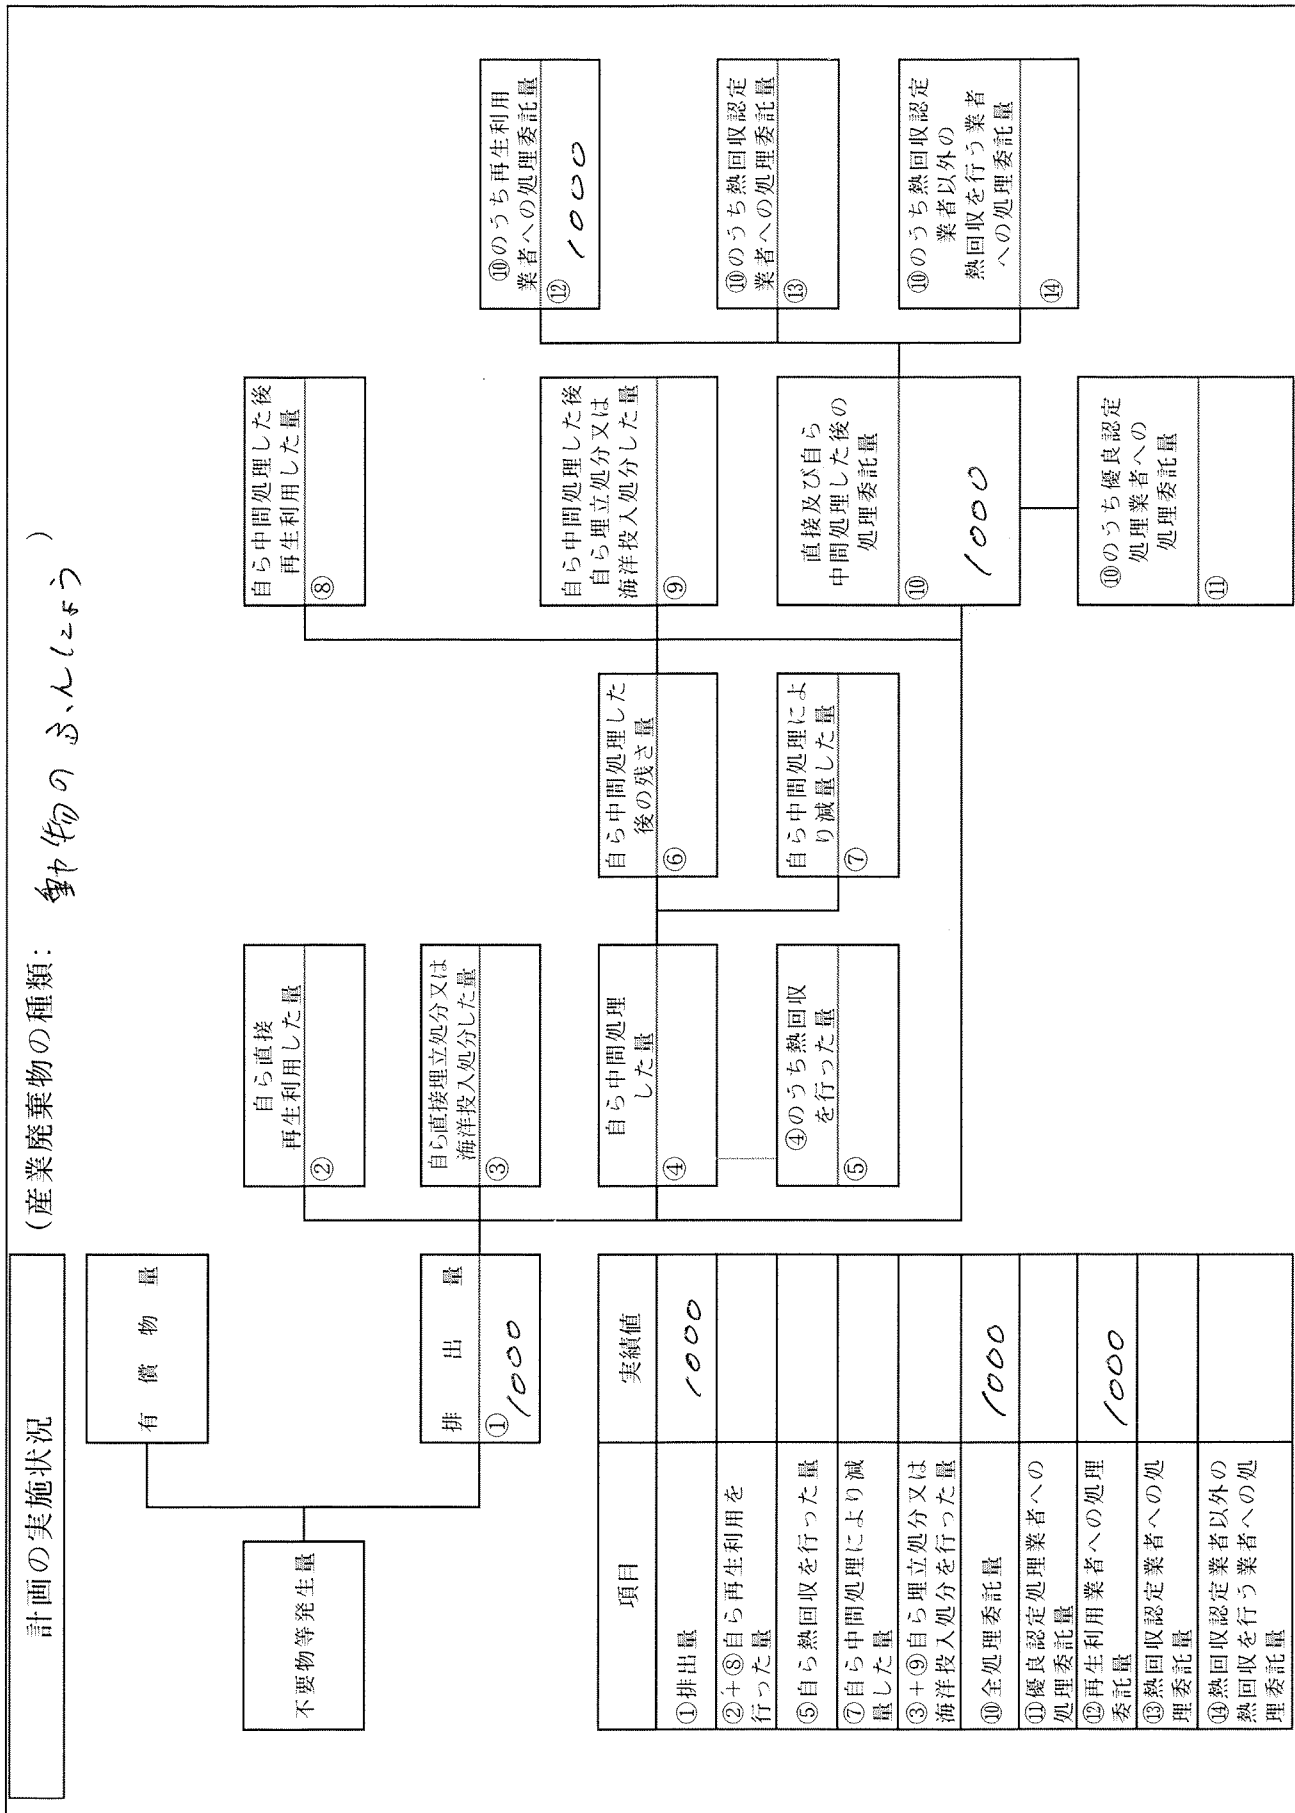 計画の実施状況
(産業廃棄物の種類: 動物のふんにょう)
不要物等発生量
有償物量
排出量
①
1000
自ら直接
再生利用した量
②
自ら直接埋立処分又は
海洋投入処分した量
③
自ら中間処理
した量
④
④のうち熱回収
を行った量
⑤
自ら中間処理した
後の残さ量
⑥
自ら中間処理によ
り減量した量
⑦
自ら中間処理した後
再生利用した量
⑧
自ら中間処理した後
自ら埋立処分又は
海洋投入処分した量
⑨
直接及び自ら
中間処理した後の
処理委託量
⑩
1000
⑩のうち優良認定
処理業者への
処理委託量
⑪
⑩のうち再生利用
業者への処理委託量
⑫
1000
⑩のうち熱回収認定
業者への処理委託量
⑬
⑩のうち熱回収認定
業者以外の
熱回収を行う業者
への処理委託量
⑭
項目 実績値
①排出量 1000
②+⑧自ら再生利用を
行った量
⑤自ら熱回収を行った量
⑦自ら中間処理により減
量した量
③+⑨自ら埋立処分又は
海洋投入処分を行った量
⑩全処理委託量 1000
⑪優良認定処理業者への
処理委託量
⑫再生利用業者への処理
委託量 1000
⑬熱回収認定業者への処
理委託量
⑭熱回収認定業者以外の
熱回収を行う業者への処
理委託量